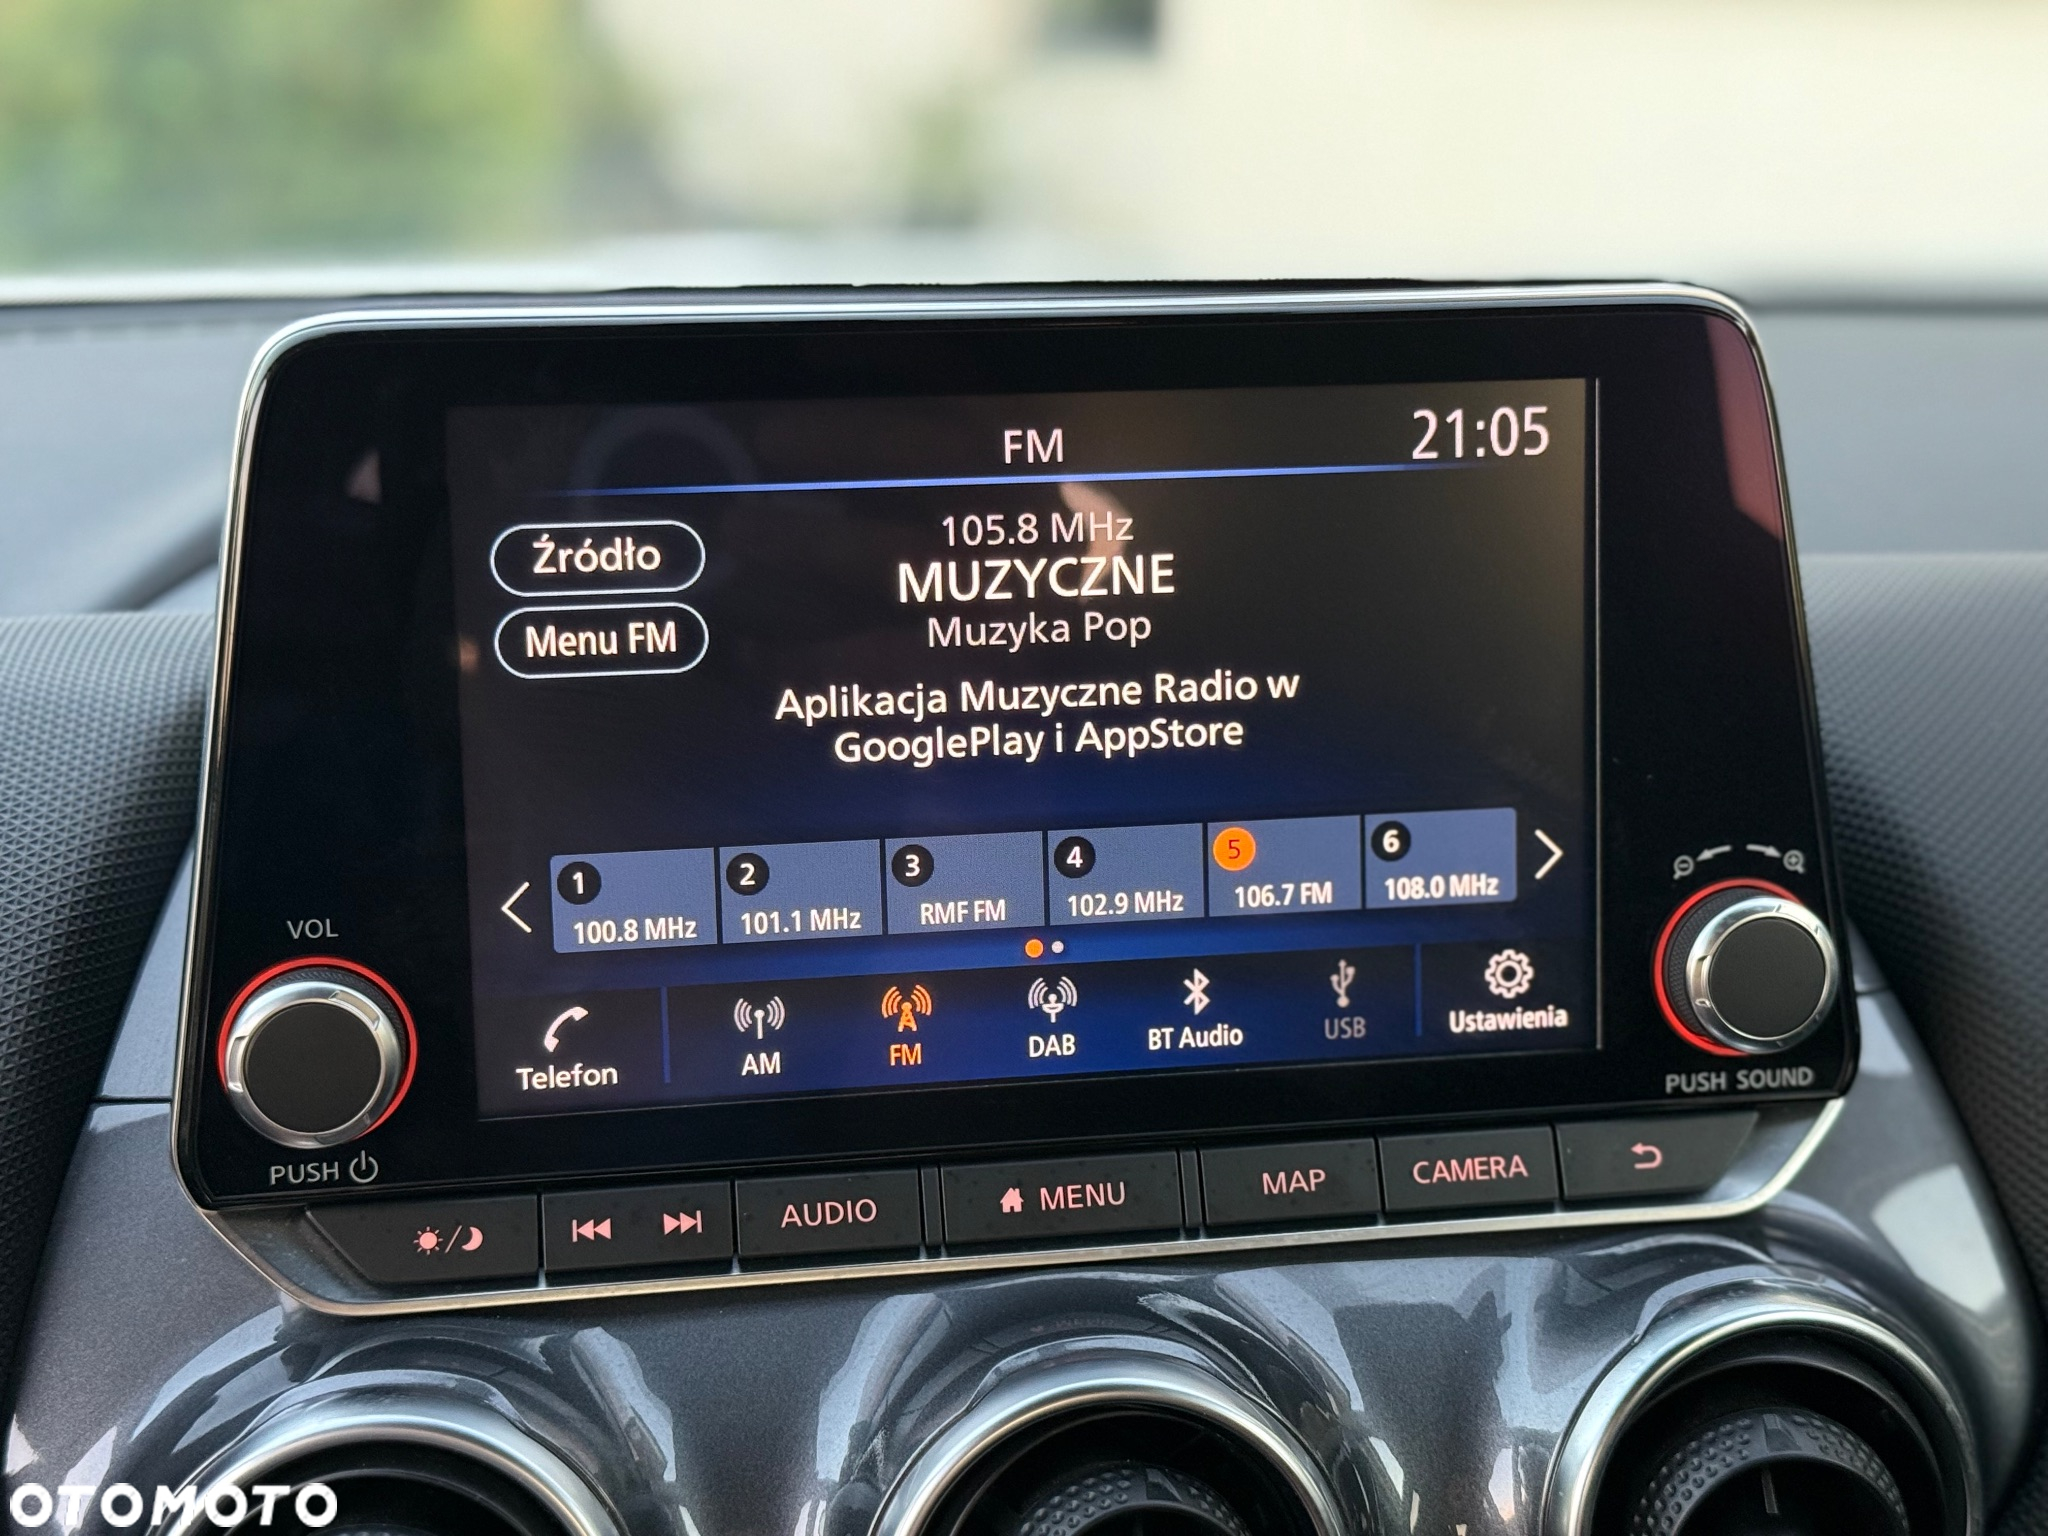 FM
21:05
Źródło
Menu FM
105.8 MHz
MUZYCZNE
Muzyka Pop
Aplikacja Muzyczne Radio w
GooglePlay i AppStore
1
100.8 MHz
2
101.1 MHz
3
RMF FM
4
102.9 MHz
5
106.7 FM
6
108.0 MHz
Telefon
AM
FM
DAB
BT Audio
USB
Ustawienia
VOL
PUSH
PUSH SOUND
AUDIO
MENU
MAP
CAMERA
OTOMOTO